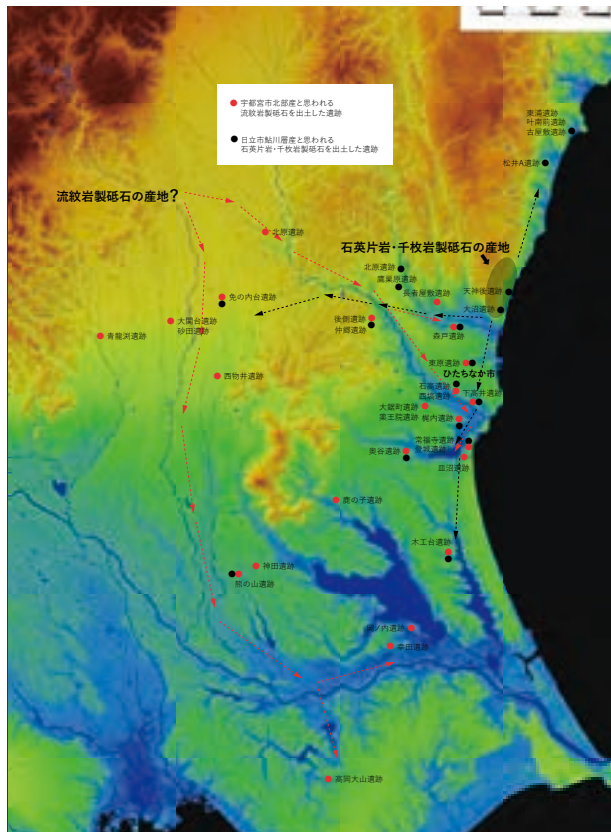 宇都宮市北部産と思われる
流紋岩製砥石を出土した遺跡
日立市鮎川層産と思われる
石英片岩・千枚岩製砥石を出土した遺跡
東浦遺跡
叶南前遺跡
古屋敷遺跡
松井A遺跡
流紋岩製砥石の産地？
北原遺跡
石英片岩・千枚岩製砥石の産地
北原遺跡
鷹巣原遺跡
長者屋敷遺跡
天神後遺跡
大沼遺跡
免の内台遺跡
大関台遺跡
砂田遺跡
青龍渕遺跡
後側遺跡
仲郷遺跡
森戸遺跡
西物井遺跡
東原遺跡
ひたちなか市
石高遺跡
西塙遺跡
下高井遺跡
大鋸町遺跡
薬王院遺跡
梶内遺跡
常福寺遺跡
奥谷遺跡
皿沼遺跡
鹿の子遺跡
木工台遺跡
神田遺跡
熊の山遺跡
幸田遺跡
高岡大山遺跡